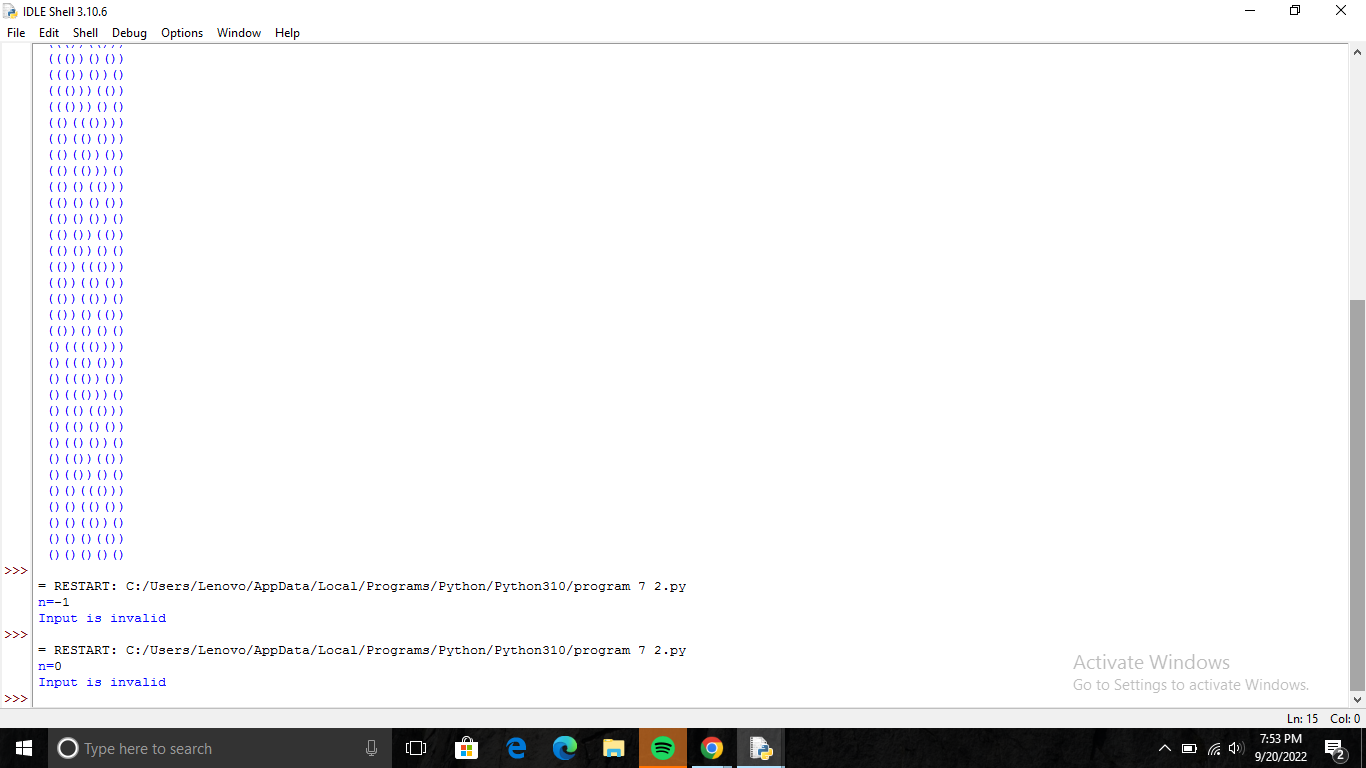 IDLE Shell 3.10.6
File Edit Shell Debug Options Window Help
((())()())
((())())()
((()))(())
((()))()()
(()((())))
(()(()()))
(()(())())
(()(()))()
(()()(()))
(()()()())
(()()())()
(()())(())
(()())()()
(())((()))
(())(()())
(())(())()
(())()(())
(())()()()
()(((())))
()((()()))
()((())())
()((()))()
()(()(()))
()(()()())
()(()())()
()(())(())
()(())()()
()()((()))
()()(()())
()()(())()
()()()(())
()()()()()
>>>
= RESTART: C:/Users/Lenovo/AppData/Local/Programs/Python/Python310/program 7 2.py
n=-1
Input is invalid
>>>
= RESTART: C:/Users/Lenovo/AppData/Local/Programs/Python/Python310/program 7 2.py
n=0
Input is invalid
>>>
Activate Windows
Go to Settings to activate Windows.
Ln: 15 Col: 0
Type here to search
7:53 PM
9/20/2022
2